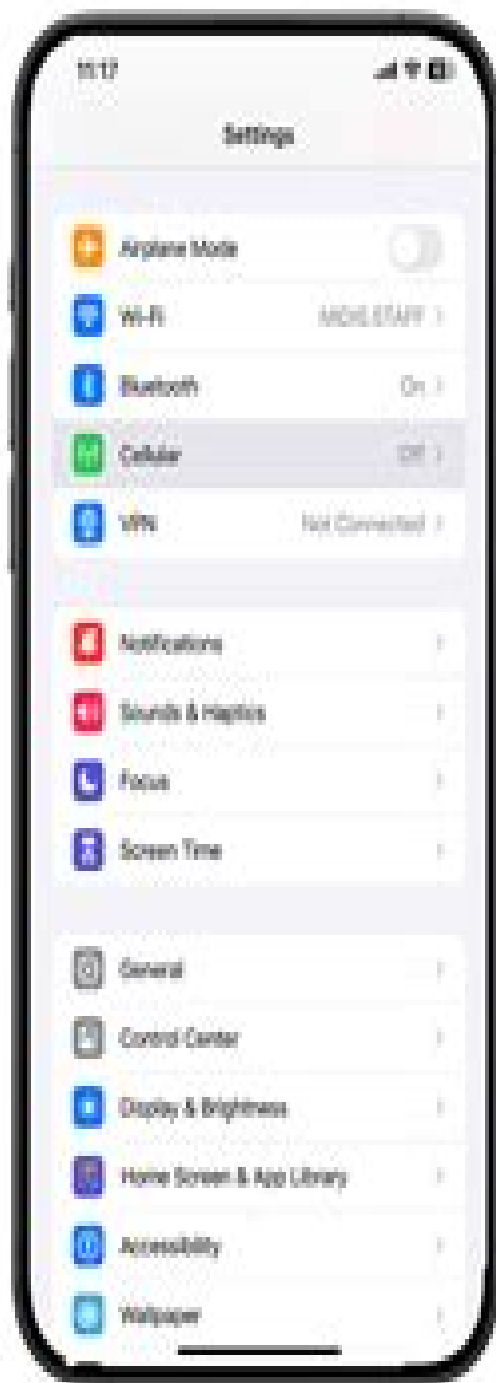 11:17
Settings
Airplane Mode
Wi-Fi
Bluetooth On
Cellular Off
VPN Not Connected
Notifications
Sounds & Haptics
Focus
Screen Time
General
Control Center
Display & Brightness
Home Screen & App Library
Accessibility
Wallpaper